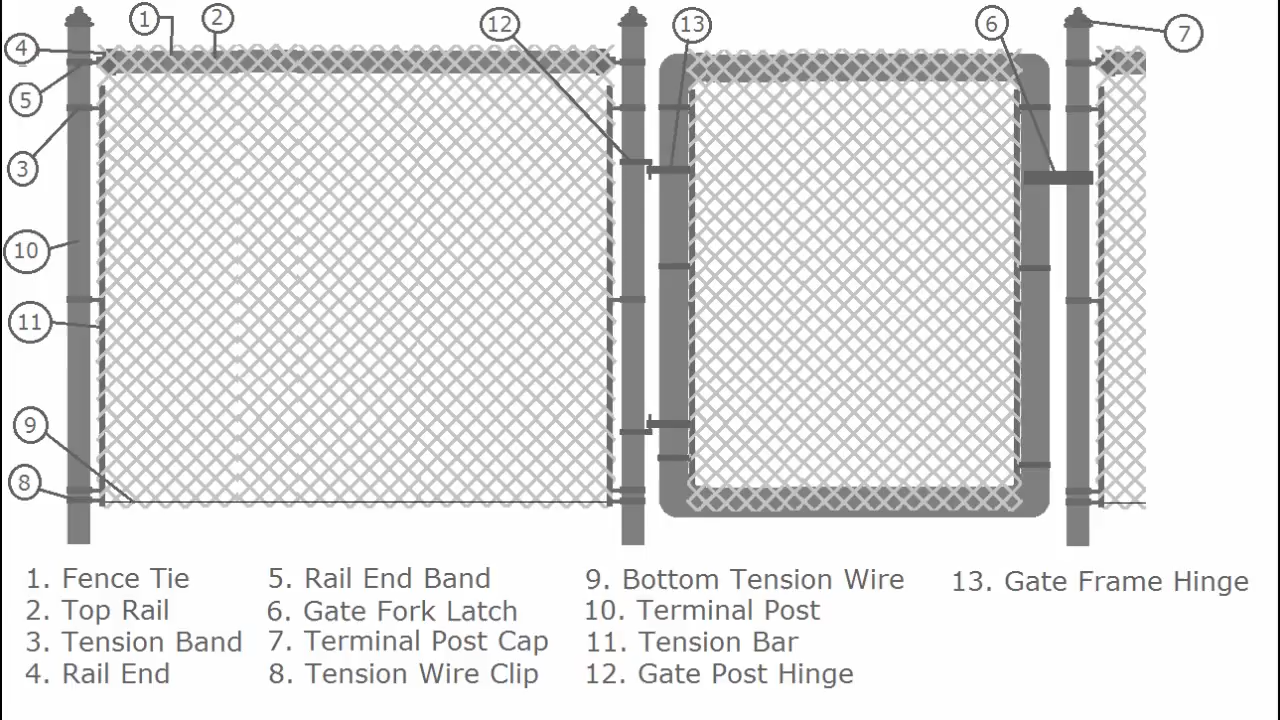 1
2
12
13
6
7
4
5
3
10
11
9
8
1. Fence Tie
2. Top Rail
3. Tension Band
4. Rail End
5. Rail End Band
6. Gate Fork Latch
7. Terminal Post Cap
8. Tension Wire Clip
9. Bottom Tension Wire
10. Terminal Post
11. Tension Bar
12. Gate Post Hinge
13. Gate Frame Hinge